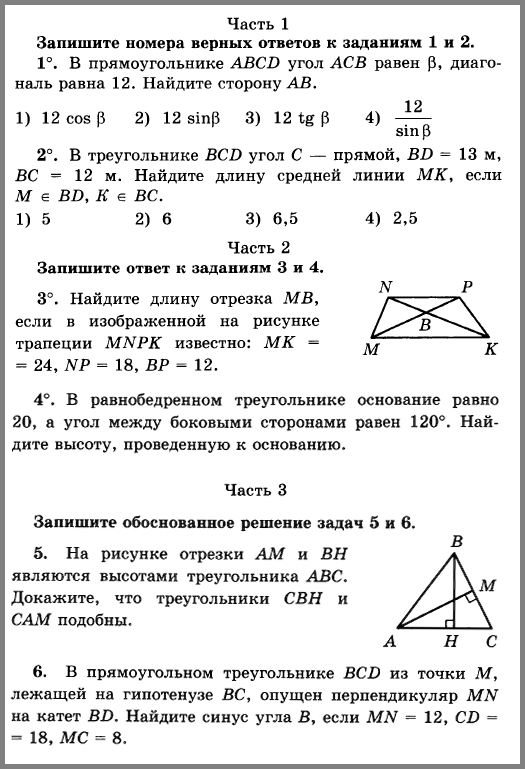 Часть 1
Запишите номера верных ответов к заданиям 1 и 2.
1°. В прямоугольнике ABCD угол ACB равен β, диаго-
наль равна 12. Найдите сторону AB.
1) 12 cos β 2) 12 sinβ 3) 12 tg β 4) 12/sinβ
2°. В треугольнике BCD угол C — прямой, BD = 13 м,
BC = 12 м. Найдите длину средней линии MK, если
M ∈ BD, K ∈ BC.
1) 5 2) 6 3) 6,5 4) 2,5
Часть 2
Запишите ответ к заданиям 3 и 4.
3°. Найдите длину отрезка MB,
если в изображенной на рисунке
трапеции MNPK известно: MK =
= 24, NP = 18, BP = 12.
N P
B
M K
4°. В равнобедренном треугольнике основание равно
20, а угол между боковыми сторонами равен 120°. Най-
дите высоту, проведенную к основанию.
Часть 3
Запишите обоснованное решение задач 5 и 6.
5. На рисунке отрезки AM и BH
являются высотами треугольника ABC.
Докажите, что треугольники CBH и
CAM подобны.
B
M
A H C
6. В прямоугольном треугольнике BCD из точки M,
лежащей на гипотенузе BC, опущен перпендикуляр MN
на катет BD. Найдите синус угла B, если MN = 12, CD =
= 18, MC = 8.